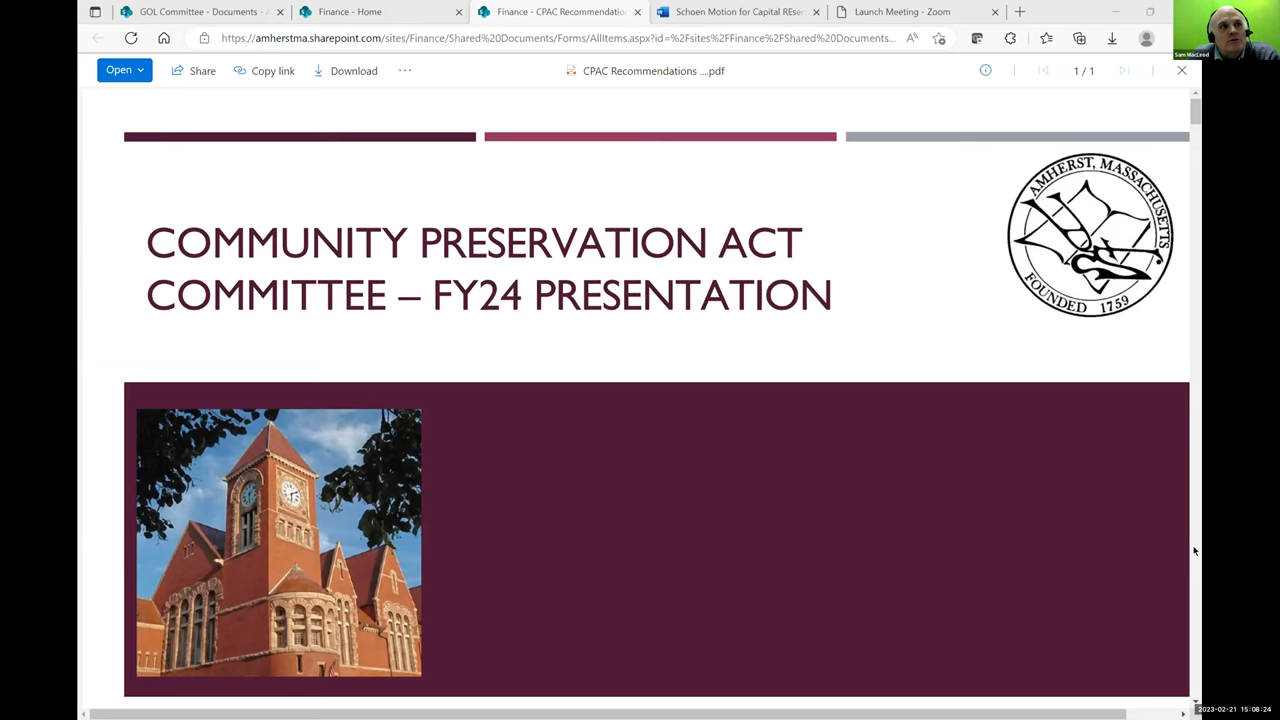 GOL Committee - Documents - A
Finance - Home
Finance - CPAC Recommendatio
Schoen Motion for Capital REser
Launch Meeting - Zoom
https://amherstma.sharepoint.com/sites/Finance/Shared%20Documents/Forms/AllItems.aspx?id=%2Fsites%2FFinance%2FShared%20Documents...
Open
Share
Copy link
Download
CPAC Recommendations ....pdf
1 / 1
Sam MacLeod
AMHERST, MASSACHUSETTS
FOUNDED 1759
COMMUNITY PRESERVATION ACT
COMMITTEE – FY24 PRESENTATION
2023-02-21 15:08:24